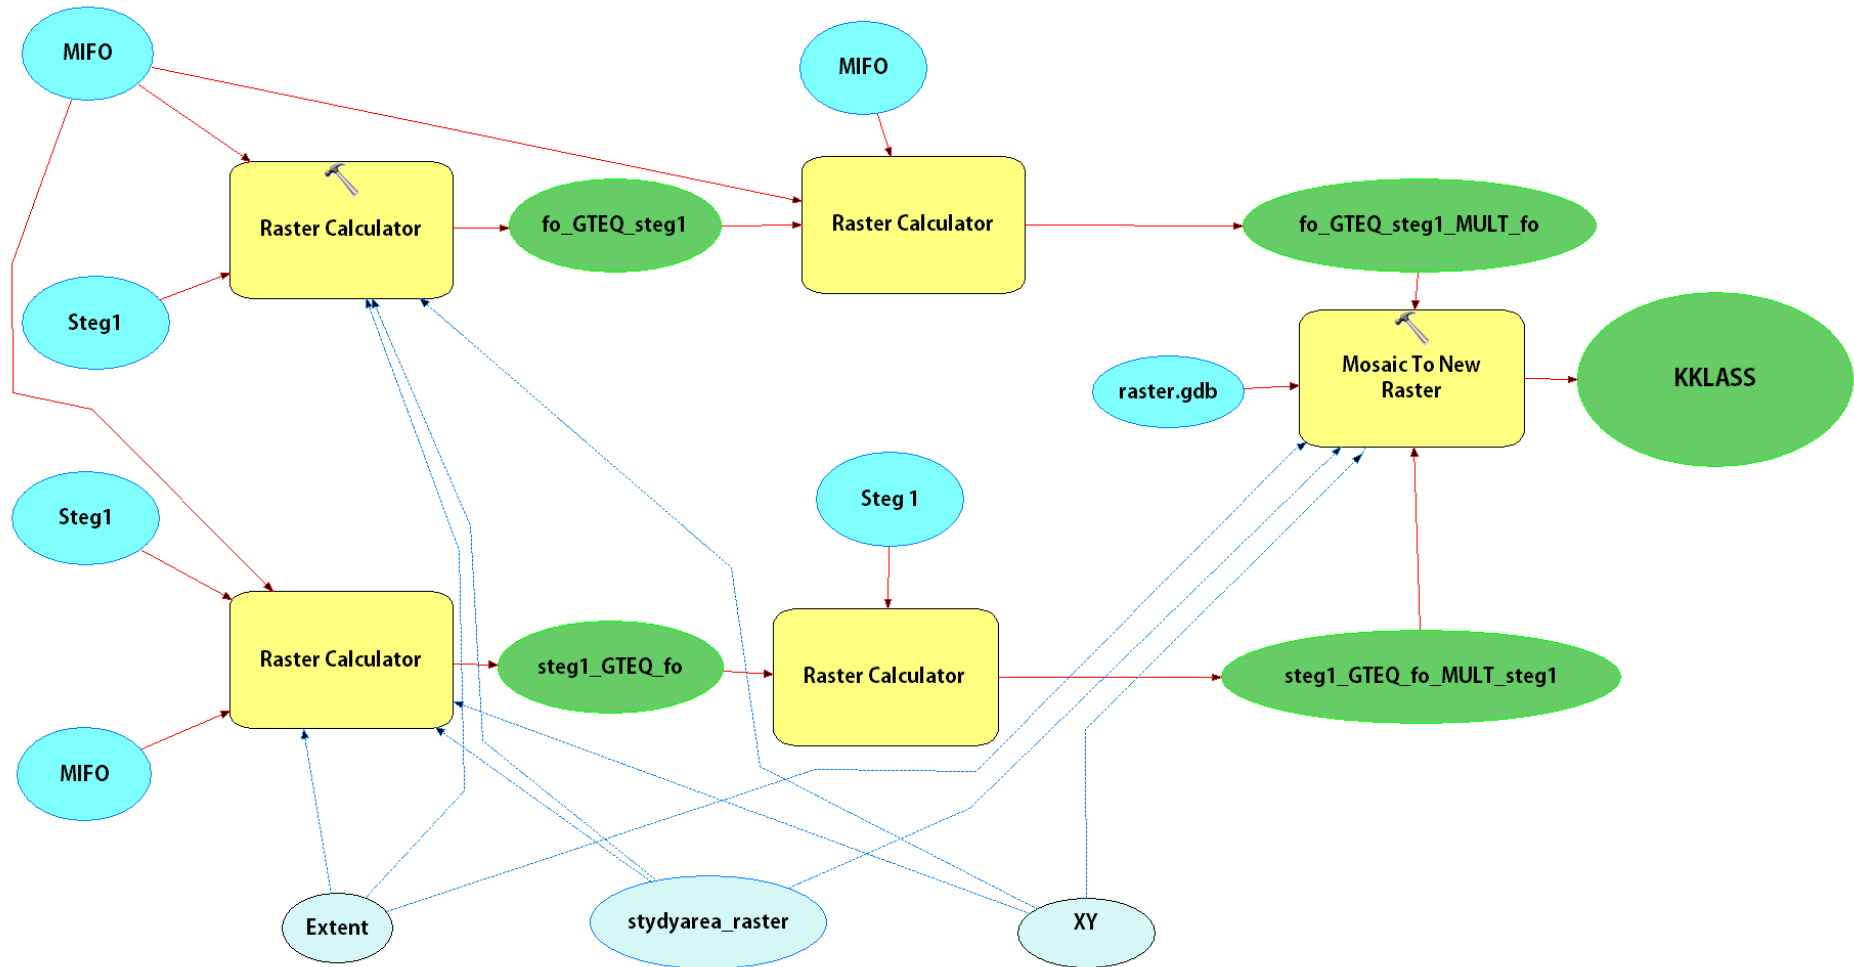 MIFO
MIFO
Raster Calculator
fo_GTEQ_steg1
Raster Calculator
fo_GTEQ_steg1_MULT_fo
Steg1
raster.gdb
Mosaic To New
Raster
KKLASS
Steg1
Steg 1
Raster Calculator
steg1_GTEQ_fo
Raster Calculator
steg1_GTEQ_fo_MULT_steg1
MIFO
Extent
stydyarea_raster
XY